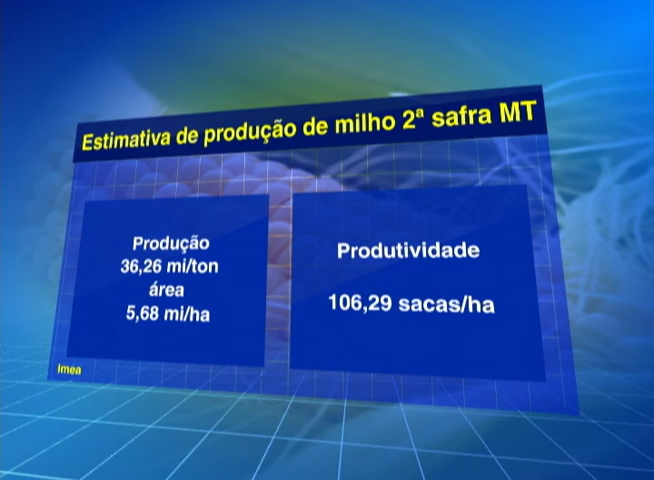 Estimativa de produção de milho 2ª safra MT
Produção
36,26 mi/ton
área
5,68 mi/ha
Produtividade
106,29 sacas/ha
imea